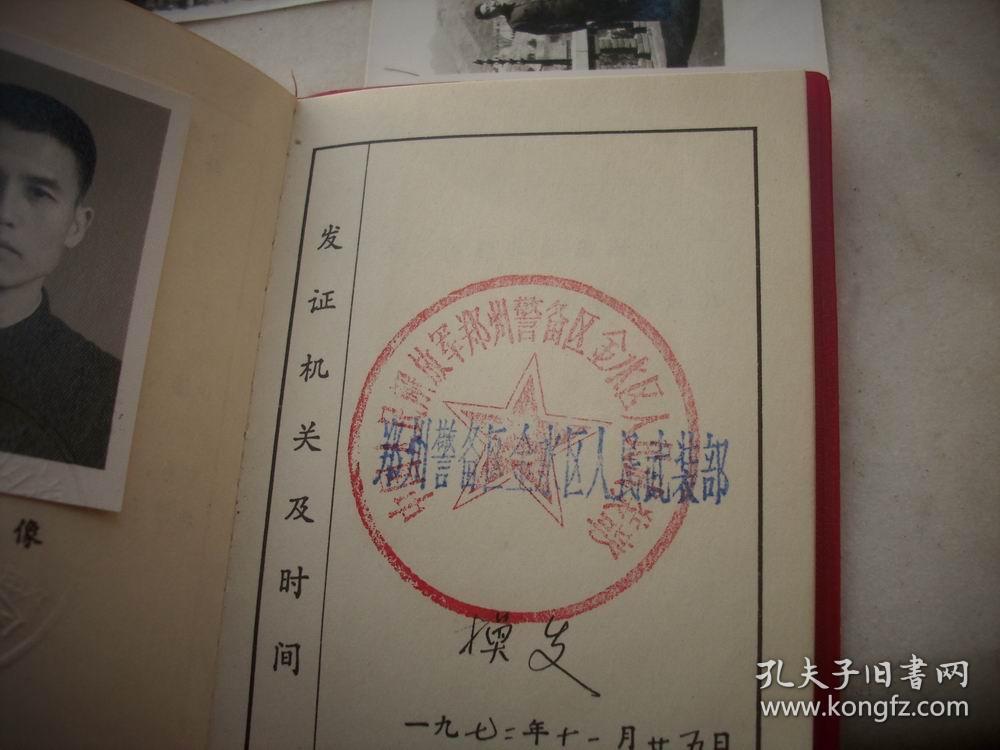 像
发证机关及时间
中国人民解放军郑州警备区金水区人民武装部
郑州警备区金水区人民武装部
换发
一九七二年十一月廿五日
孔夫子旧书网
www.kongfz.com